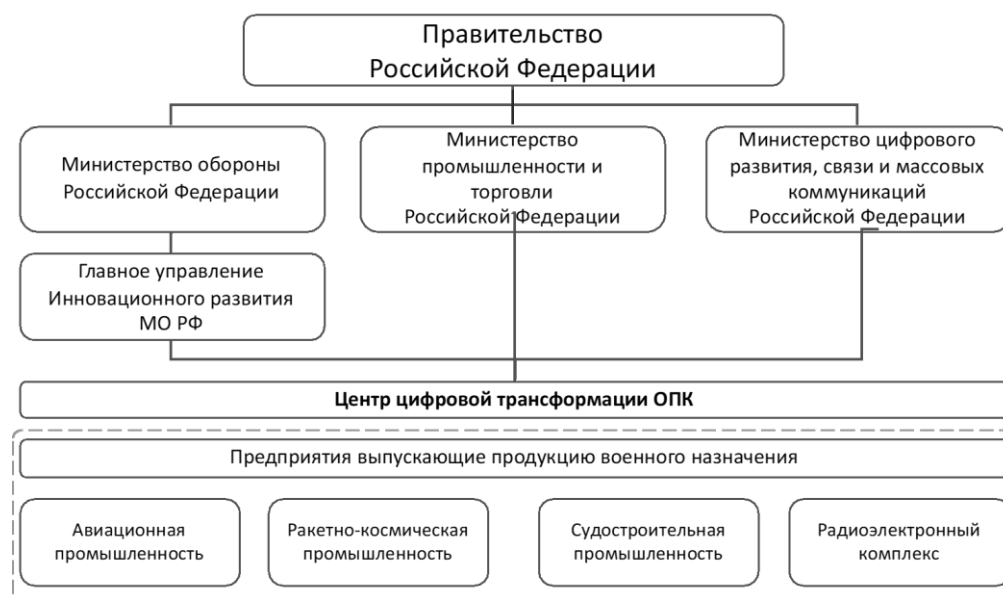 Правительство
Российской Федерации
Министерство обороны
Российской Федерации
Министерство
промышленности и
торговли
Российской Федерации
Министерство цифрового
развития, связи и массовых
коммуникаций
Российской Федерации
Главное управление
Инновационного развития
МО РФ
Центр цифровой трансформации ОПК
Предприятия выпускающие продукцию военного назначения
Авиационная
промышленность
Ракетно-космическая
промышленность
Судостроительная
промышленность
Радиоэлектронный
комплекс